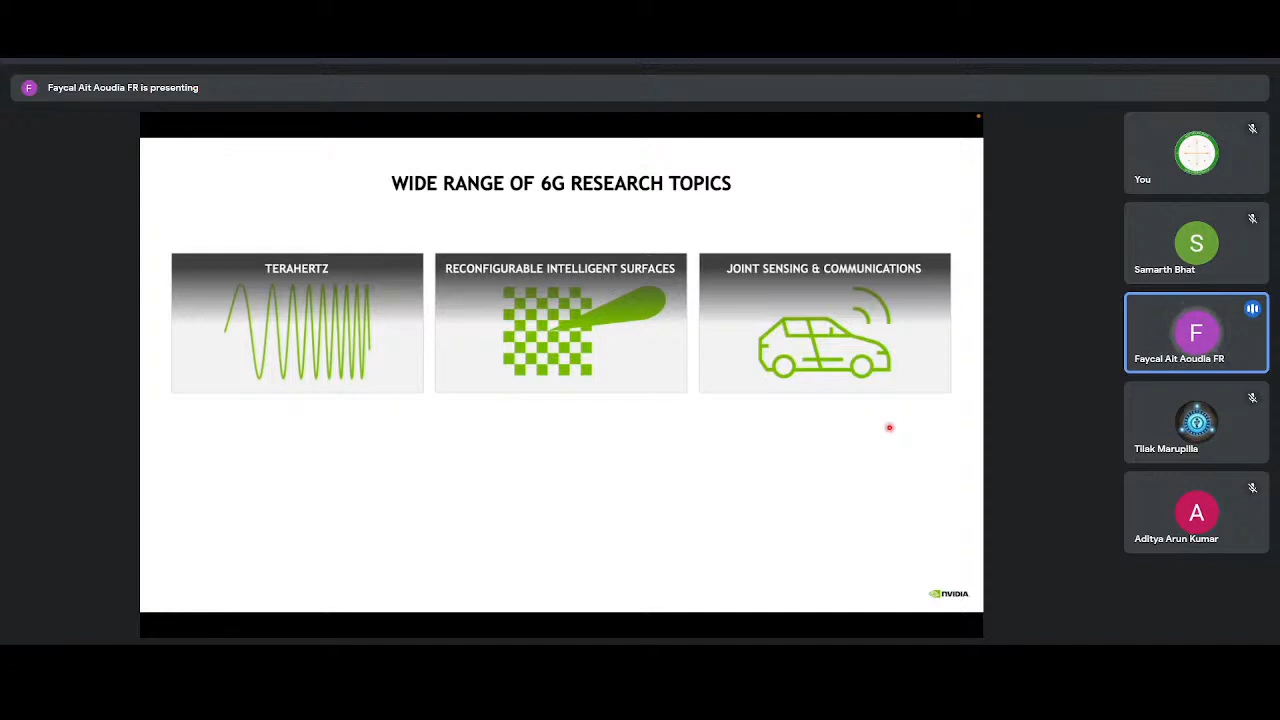 F
Faycal Ait Aoudia FR is presenting
WIDE RANGE OF 6G RESEARCH TOPICS
TERAHERTZ
RECONFIGURABLE INTELLIGENT SURFACES
JOINT SENSING & COMMUNICATIONS
NVIDIA
You
S
Samarth Bhat
F
Faycal Ait Aoudia FR
Tilak Marupilla
A
Aditya Arun Kumar